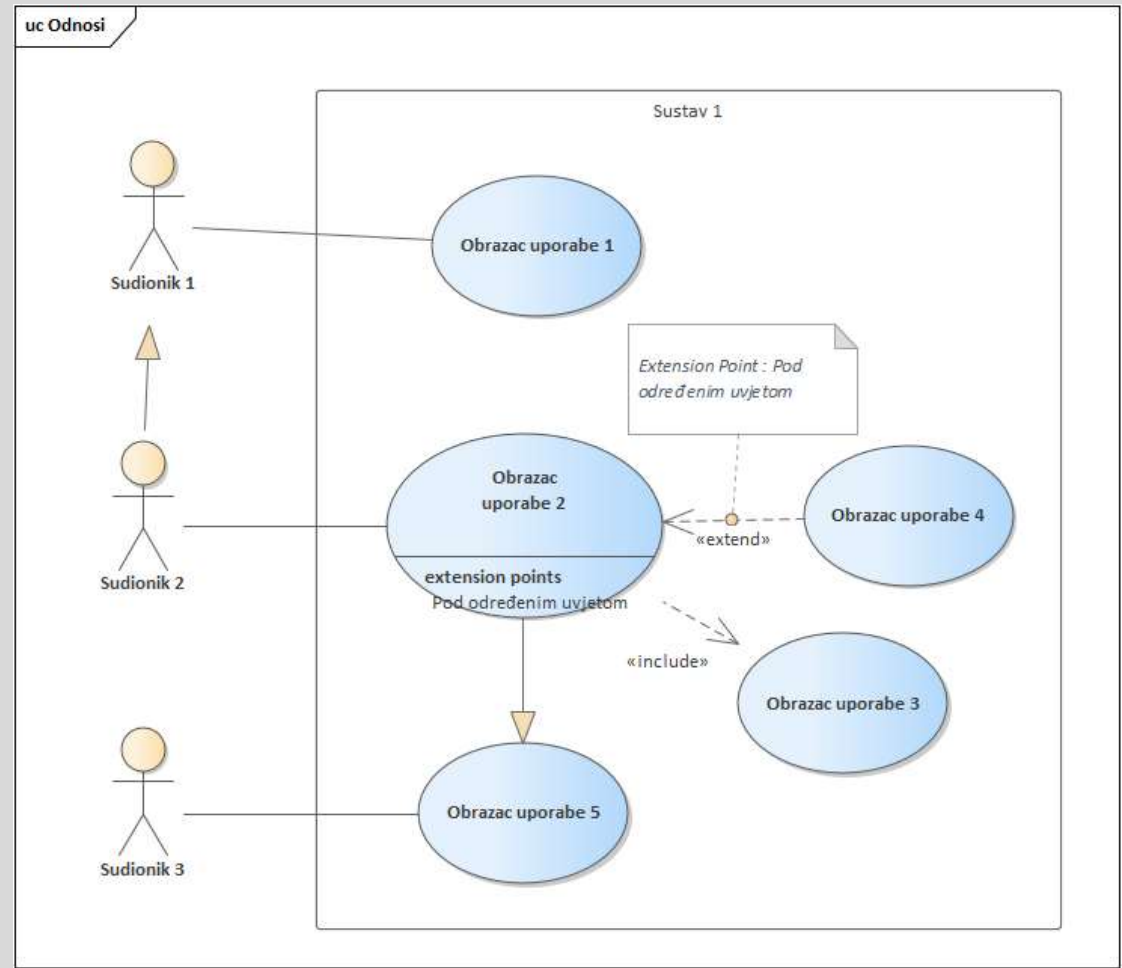 uc Odnosi
Sustav 1
Sudionik 1
Obrazac uporabe 1
Extension Point : Pod
određenim uvjetom
Sudionik 2
Obrazac
uporabe 2
extension points
Pod određenim uvjetom
«extend»
Obrazac uporabe 4
«include»
Obrazac uporabe 3
Sudionik 3
Obrazac uporabe 5